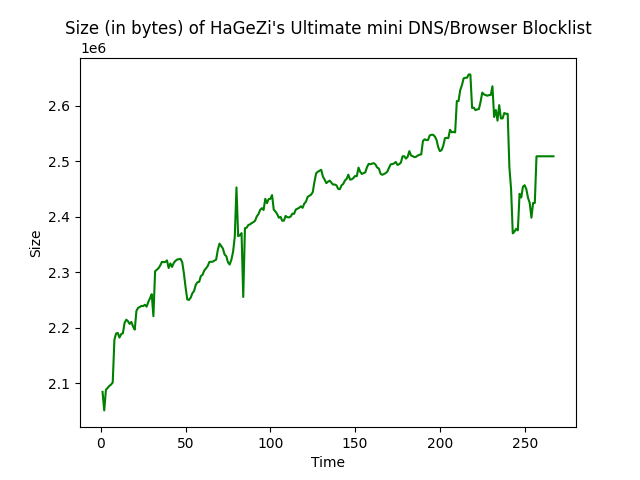 Size (in bytes) of HaGeZi's Ultimate mini DNS/Browser Blocklist
1e6
2.6
2.5
2.4
2.3
2.2
2.1
Size
0 50 100 150 200 250
Time